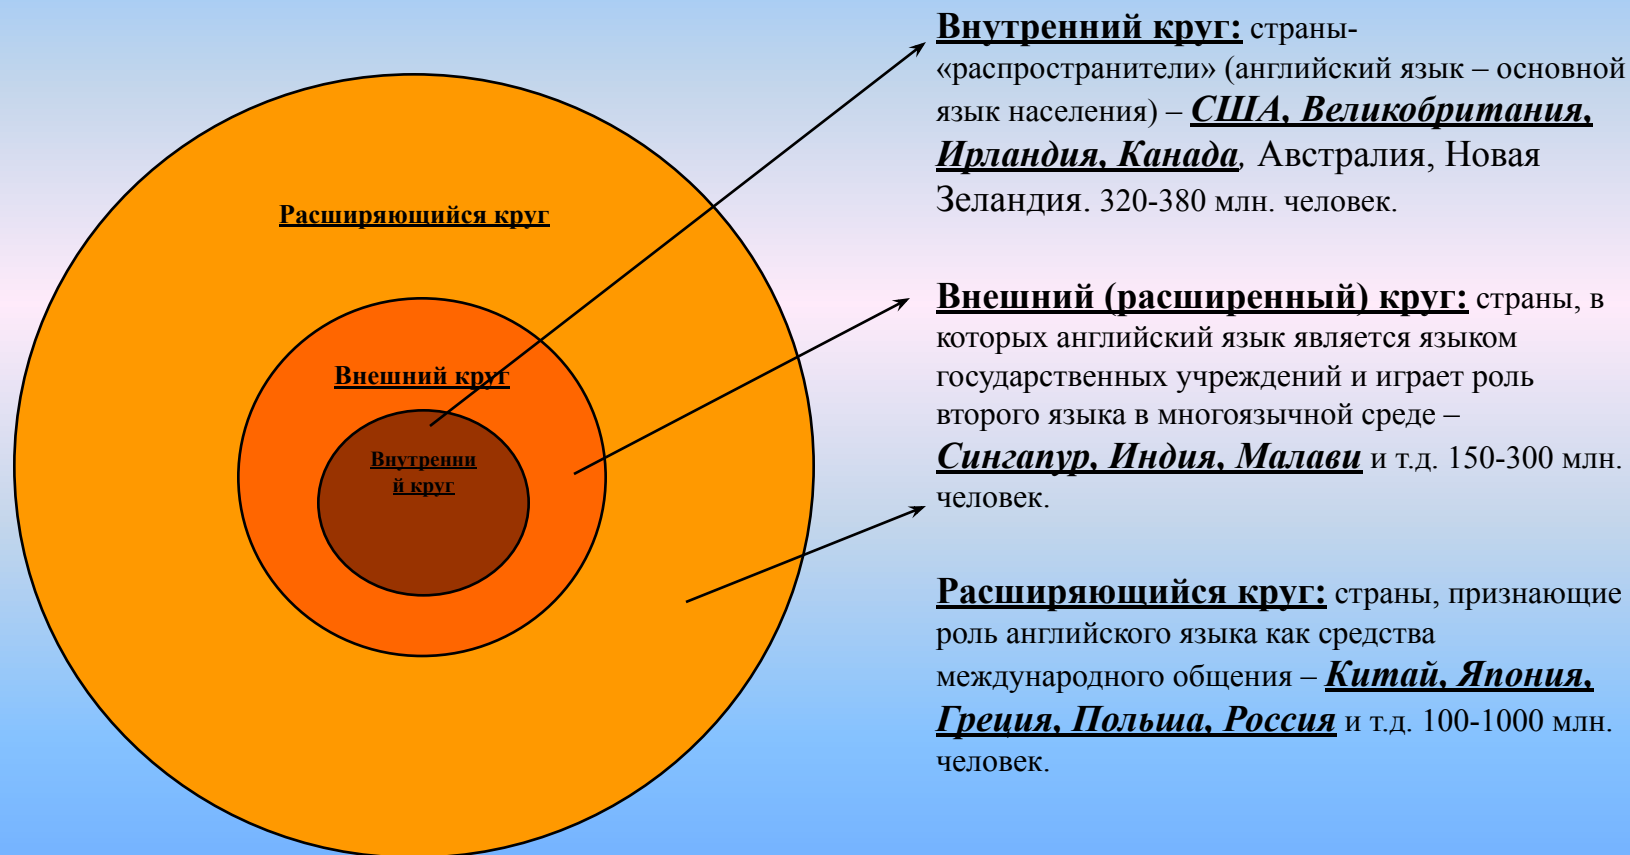 Расширяющийся круг
Внешний круг
Внутренни
й круг
Внутренний круг: страны-
«распространители» (английский язык – основной
язык населения) – США, Великобритания,
Ирландия, Канада, Австралия, Новая
Зеландия. 320-380 млн. человек.
Внешний (расширенный) круг: страны, в
которых английский язык является языком
государственных учреждений и играет роль
второго языка в многоязычной среде –
Сингапур, Индия, Малави и т.д. 150-300 млн.
человек.
Расширяющийся круг: страны, признающие
роль английского языка как средства
международного общения – Китай, Япония,
Греция, Польша, Россия и т.д. 100-1000 млн.
человек.